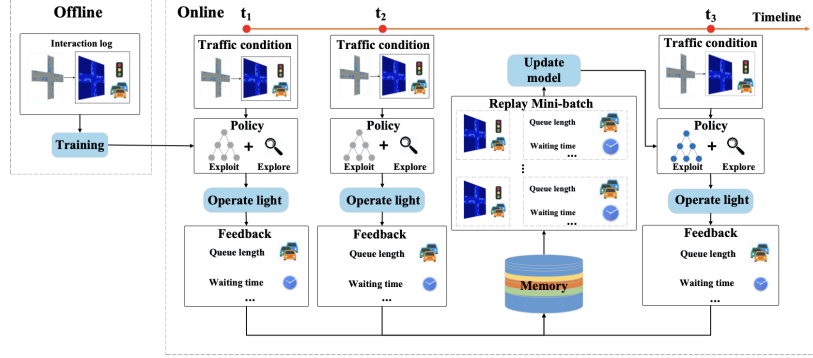 Offline
Interaction log
Training
Online
t1
t2
t3
Timeline
Traffic condition
Policy
+
Exploit
Explore
Operate light
Feedback
Queue length
Waiting time
...
Traffic condition
Policy
+
Exploit
Explore
Operate light
Feedback
Queue length
Waiting time
...
Update
model
Replay Mini-batch
Queue length
Waiting time
...
⋮
Queue length
Waiting time
...
Memory
Traffic condition
Policy
+
Exploit
Explore
Operate light
Feedback
Queue length
Waiting time
...